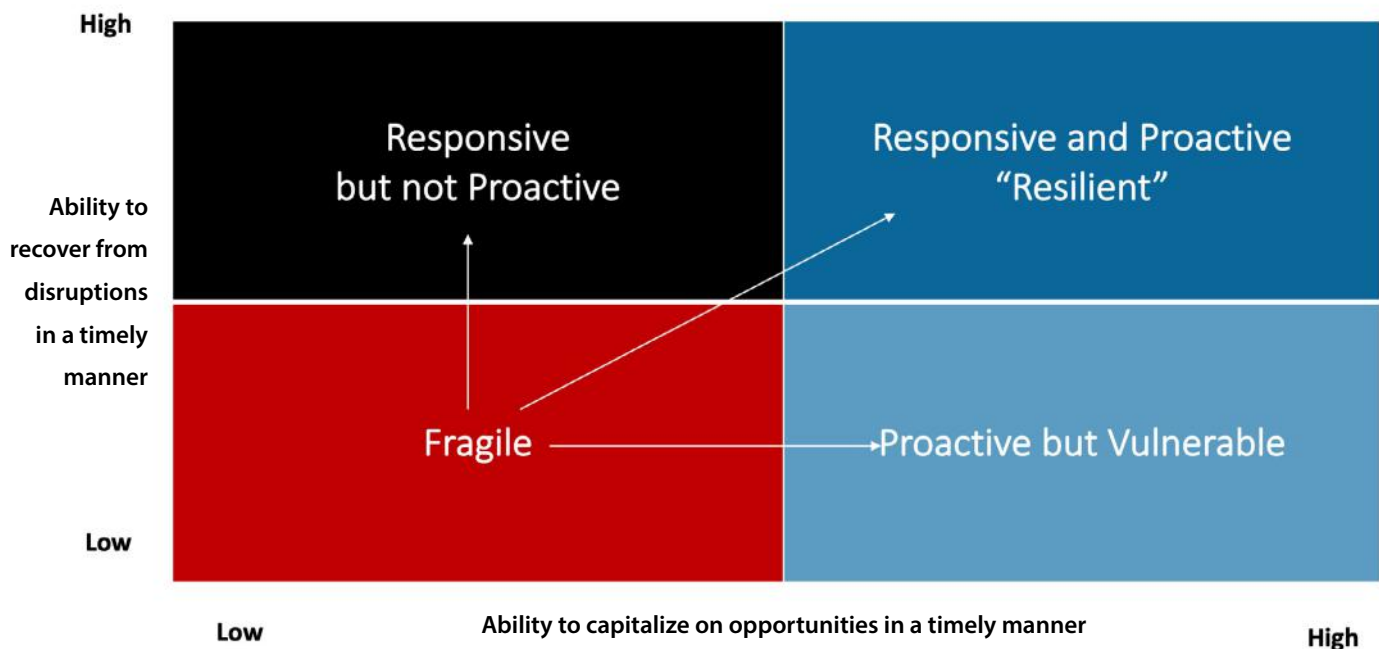 High
Responsive
but not Proactive
Responsive and Proactive
“Resilient”
Ability to
recover from
disruptions
in a timely
manner
Fragile
Proactive but Vulnerable
Low
Low
Ability to capitalize on opportunities in a timely manner
High